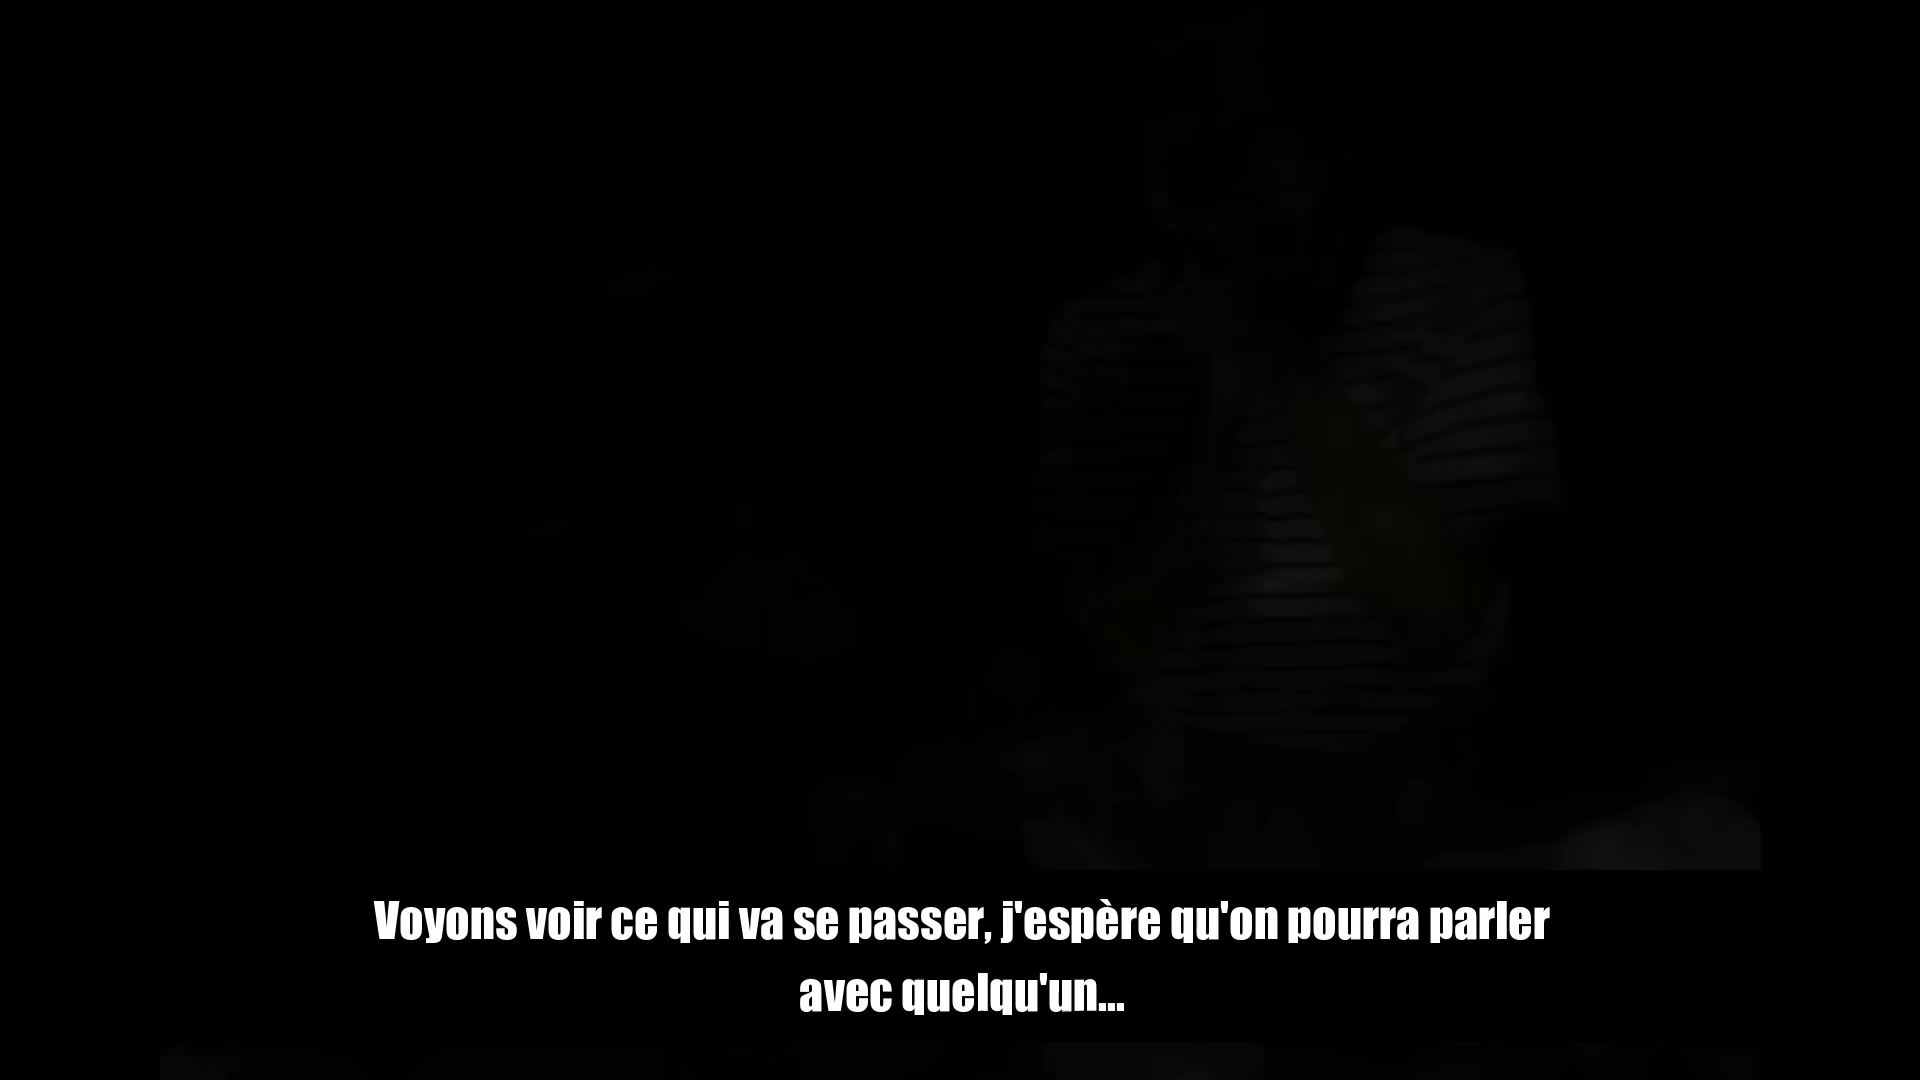 Voyons voir ce qui va se passer, j'espère qu'on pourra parler
avec quelqu'un...